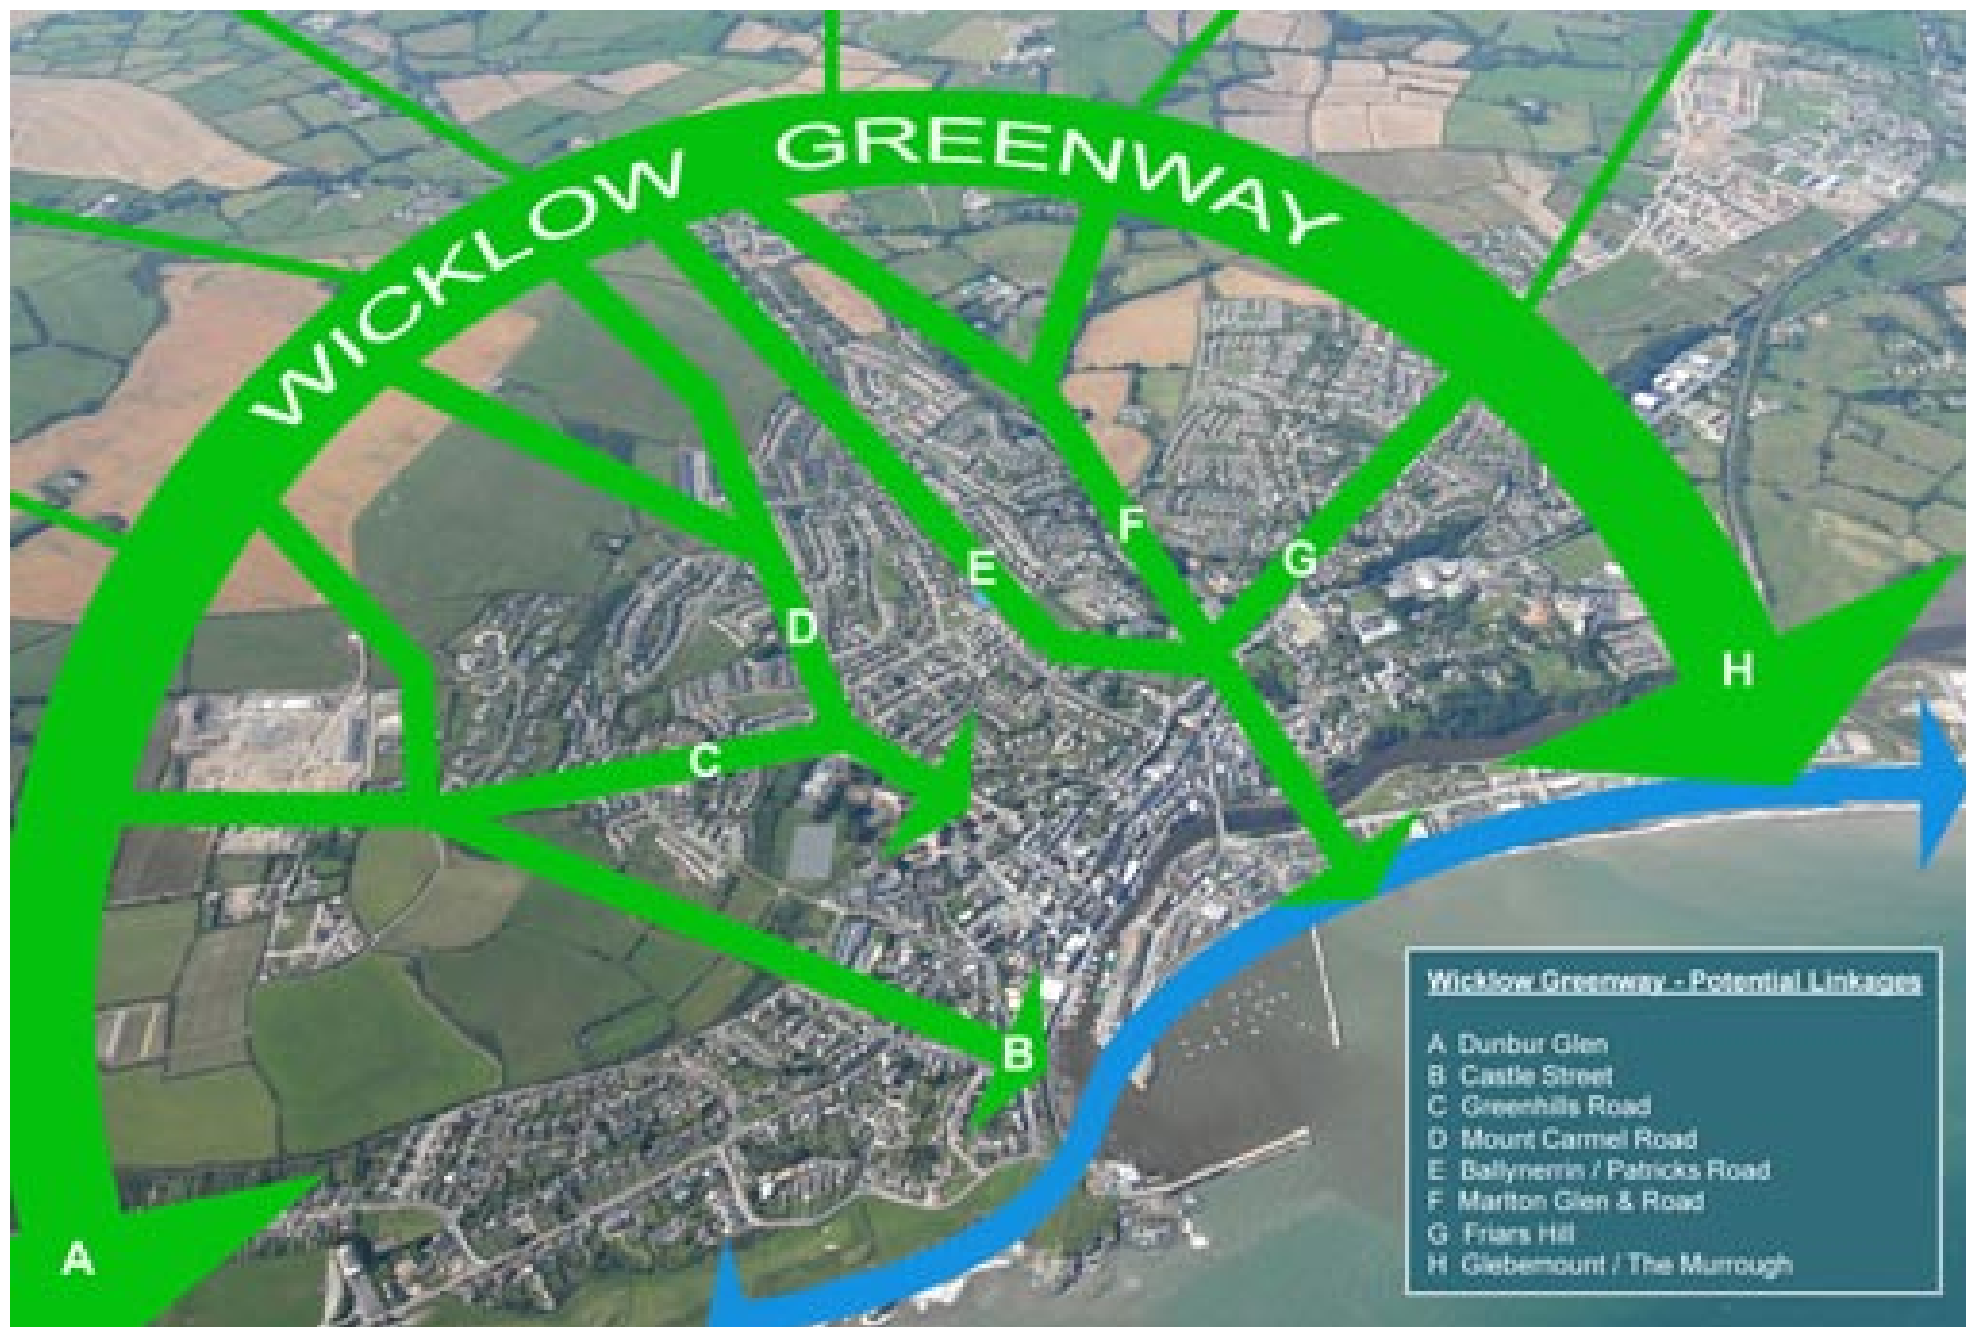 WICKLOW GREENWAY
F
E
G
D
H
C
B
A
Wicklow Greenway - Potential Linkages
A Dunbur Glen
B Castle Street
C Greenhills Road
D Mount Carmel Road
E Ballynerrin / Patricks Road
F Marlton Glen & Road
G Friars Hill
H Glebemount / The Murrough